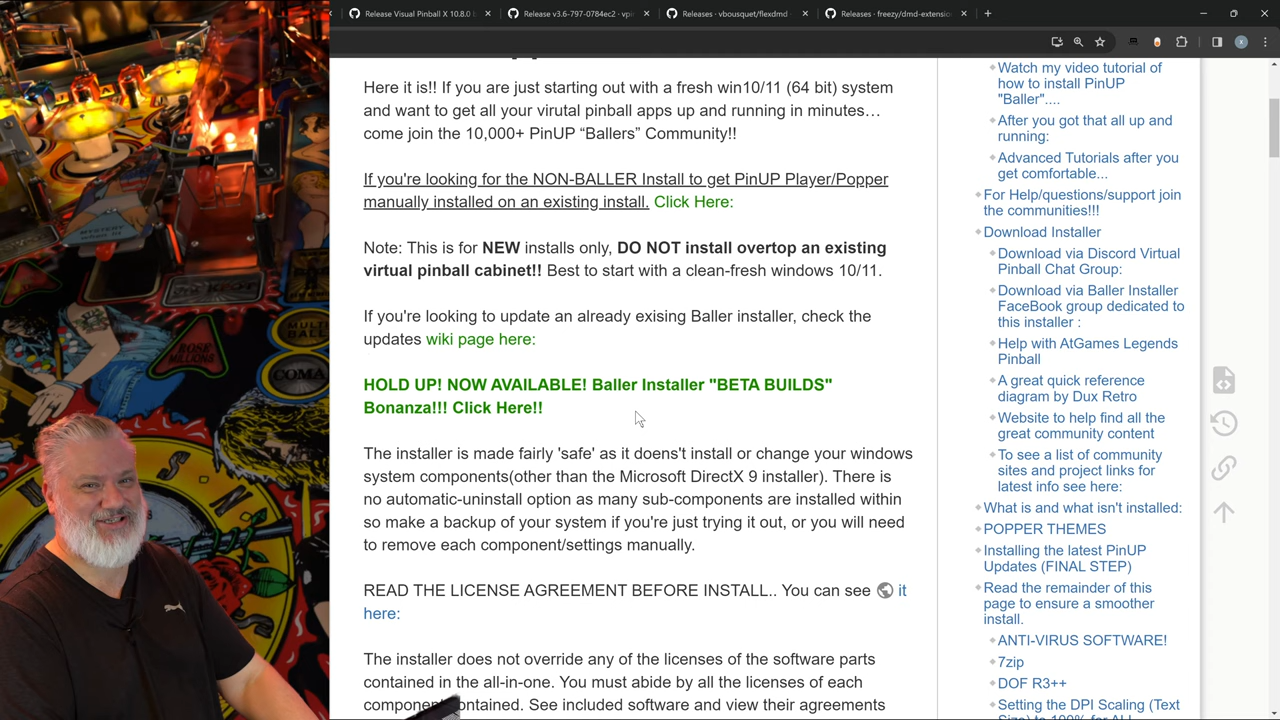 Release Visual Pinball X 10.8.0
Release v3.6-797-0784ec2 - vpi
Releases · vbousquet/flexdmd
Releases · freezy/dmd-extensio
Here it is!! If you are just starting out with a fresh win10/11 (64 bit) system
and want to get all your virutal pinball apps up and running in minutes…
come join the 10,000+ PinUP “Ballers” Community!!
If you're looking for the NON-BALLER Install to get PinUP Player/Popper
manually installed on an existing install. Click Here:
Note: This is for NEW installs only, DO NOT install overtop an existing
virtual pinball cabinet!! Best to start with a clean-fresh windows 10/11.
If you're looking to update an already exising Baller installer, check the
updates wiki page here:
HOLD UP! NOW AVAILABLE! Baller Installer "BETA BUILDS"
Bonanza!!! Click Here!!
The installer is made fairly 'safe' as it doens't install or change your windows
system components(other than the Microsoft DirectX 9 installer). There is
no automatic-uninstall option as many sub-components are installed within
so make a backup of your system if you're just trying it out, or you will need
to remove each component/settings manually.
READ THE LICENSE AGREEMENT BEFORE INSTALL.. You can see it
here:
The installer does not override any of the licenses of the software parts
contained in the all-in-one. You must abide by all the licenses of each
contained. See included software and view their agreements
Watch my video tutorial of
how to install PinUP
"Baller"....
After you got that all up and
running:
Advanced Tutorials after you
get comfortable...
For Help/questions/support join
the communities!!!
Download Installer
Download via Discord Virtual
Pinball Chat Group:
Download via Baller Installer
FaceBook group dedicated to
this installer :
Help with AtGames Legends
Pinball
A great quick reference
diagram by Dux Retro
Website to help find all the
great community content
To see a list of community
sites and project links for
latest info see here:
What is and what isn't installed:
POPPER THEMES
Installing the latest PinUP
Updates (FINAL STEP)
Read the remainder of this
page to ensure a smoother
install.
ANTI-VIRUS SOFTWARE!
7zip
DOF R3++
Setting the DPI Scaling (Text
Size) to 100% for ALL
MYSTERY
JACKPOT
ROSE
MILLIONS
MULTI
BALL
COMA